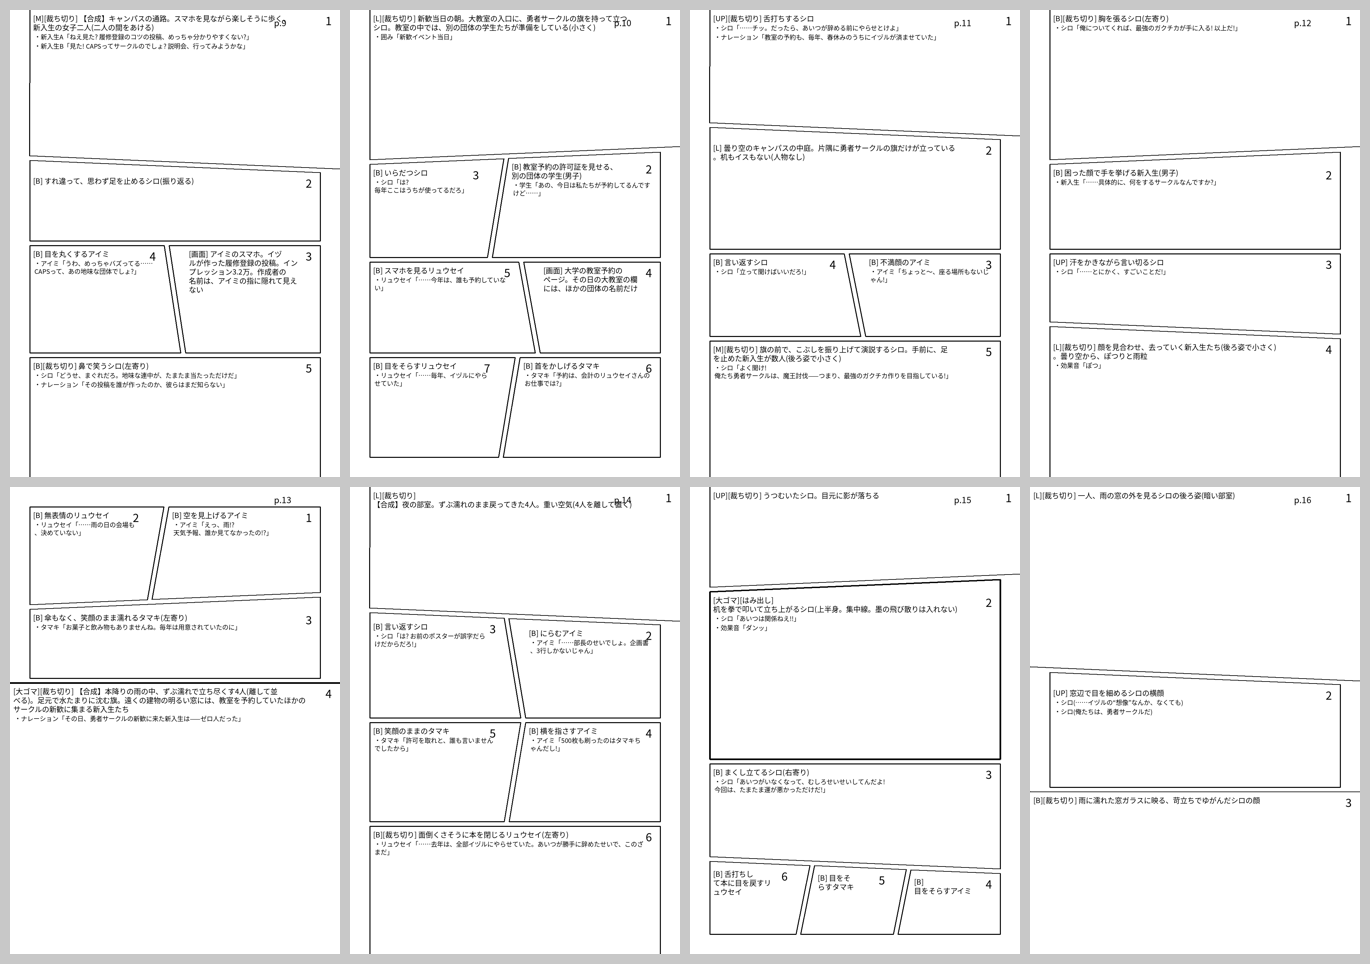 p.9
1
[M][裁ち切り]【合成】キャンパスの通路。スマホを見ながら楽しそうに歩く、
新入生の女子二人(二人の間をあける)
・新入生A「ねえ見た? 履修登録のコツの投稿、めっちゃ分かりやすくない?」
・新入生B「見た! CAPSってサークルのでしょ? 説明会、行ってみようかな」
[B] すれ違って、思わず足を止めるシロ(振り返る)
2
[画面] アイミのスマホ。イヅ
ルが作った履修登録の投稿。イン
プレッション3.2万。作成者の
名前は、アイミの指に隠れて見え
ない
3
[B] 目を丸くするアイミ
・アイミ「うわ、めっちゃバズってる……
CAPSって、あの地味な団体でしょ?」
4
[B][裁ち切り] 鼻で笑うシロ(左寄り)
・シロ「どうせ、まぐれだろ。地味な連中が、たまたま当たっただけだ」
・ナレーション「その投稿を誰が作ったのか、彼らはまだ知らない」
5
p.10
1
[L][裁ち切り] 新歓当日の朝。大教室の入口に、勇者サークルの旗を持って立つ
シロ。教室の中では、別の団体の学生たちが準備をしている(小さく)
・囲み「新歓イベント当日」
[B] 教室予約の許可証を見せる、
別の団体の学生(男子)
・学生「あの、今日は私たちが予約してるんです
けど……」
2
[B] いらだつシロ
・シロ「は?
毎年ここはうちが使ってるだろ」
3
[画面] 大学の教室予約の
ページ。その日の大教室の欄
には、ほかの団体の名前だけ
4
[B] スマホを見るリュウセイ
・リュウセイ「……今年は、誰も予約していな
い」
5
[B] 首をかしげるタマキ
・タマキ「予約は、会計のリュウセイさんの
お仕事では?」
6
[B] 目をそらすリュウセイ
・リュウセイ「……毎年、イヅルにやら
せていた」
7
p.11
1
[UP][裁ち切り] 舌打ちするシロ
・シロ「……チッ。だったら、あいつが辞める前にやらせとけよ」
・ナレーション「教室の予約も、毎年、春休みのうちにイヅルが済ませていた」
[L] 曇り空のキャンパスの中庭。片隅に勇者サークルの旗だけが立っている
。机もイスもない(人物なし)
2
[B] 不満顔のアイミ
・アイミ「ちょっと〜、座る場所もないじ
ゃん!」
3
[B] 言い返すシロ
・シロ「立って聞けばいいだろ!」
4
[M][裁ち切り] 旗の前で、こぶしを振り上げて演説するシロ。手前に、足
を止めた新入生が数人(後ろ姿で小さく)
・シロ「よく聞け!
俺たち勇者サークルは、魔王討伐――つまり、最強のガクチカ作りを目指している!」
5
p.12
1
[B][裁ち切り] 胸を張るシロ(左寄り)
・シロ「俺についてくれば、最強のガクチカが手に入る! 以上だ!」
[B] 困った顔で手を挙げる新入生(男子)
・新入生「……具体的に、何をするサークルなんですか?」
2
[UP] 汗をかきながら言い切るシロ
・シロ「……とにかく、すごいことだ!」
3
[L][裁ち切り] 顔を見合わせ、去っていく新入生たち(後ろ姿で小さく)
。曇り空から、ぽつりと雨粒
・効果音「ぽつ」
4
p.13
[B] 空を見上げるアイミ
・アイミ「えっ、雨!?
天気予報、誰か見てなかったの!?」
1
[B] 無表情のリュウセイ
・リュウセイ「……雨の日の会場も
、決めていない」
2
[B] 傘もなく、笑顔のまま濡れるタマキ(左寄り)
・タマキ「お菓子と飲み物もありませんね。毎年は用意されていたのに」
3
[大ゴマ][裁ち切り]【合成】本降りの雨の中、ずぶ濡れで立ち尽くす4人(離して並
べる)。足元で水たまりに沈む旗。遠くの建物の明るい窓には、教室を予約していたほかの
サークルの新歓に集まる新入生たち
・ナレーション「その日、勇者サークルの新歓に来た新入生は――ゼロ人だった」
4
p.14
1
[L][裁ち切り]
【合成】夜の部室。ずぶ濡れのまま戻ってきた4人。重い空気(4人を離して置く)
[B] にらむアイミ
・アイミ「……部長のせいでしょ。企画書
、3行しかないじゃん」
2
[B] 言い返すシロ
・シロ「は? お前のポスターが誤字だら
けだからだろ!」
3
[B] 横を指さすアイミ
・アイミ「500枚も刷ったのはタマキち
ゃんだし!」
4
[B] 笑顔のままのタマキ
・タマキ「許可を取れと、誰も言いません
でしたから」
5
[B][裁ち切り] 面倒くさそうに本を閉じるリュウセイ(左寄り)
・リュウセイ「……去年は、全部イヅルにやらせていた。あいつが勝手に辞めたせいで、このざ
まだ」
6
p.15
1
[UP][裁ち切り] うつむいたシロ。目元に影が落ちる
[大ゴマ][はみ出し]
机を拳で叩いて立ち上がるシロ(上半身。集中線。墨の飛び散りは入れない)
・シロ「あいつは関係ねえ!!」
・効果音「ダンッ」
2
[B] まくし立てるシロ(右寄り)
・シロ「あいつがいなくなって、むしろせいせいしてんだよ!
今回は、たまたま運が悪かっただけだ!」
3
[B]
目をそらすアイミ
4
[B] 目をそ
らすタマキ
5
[B] 舌打ちし
て本に目を戻すリ
ュウセイ
6
p.16
1
[L][裁ち切り] 一人、雨の窓の外を見るシロの後ろ姿(暗い部室)
[UP] 窓辺で目を細めるシロの横顔
・シロ(……イヅルの"想像"なんか、なくても)
・シロ(俺たちは、勇者サークルだ)
2
[B][裁ち切り] 雨に濡れた窓ガラスに映る、苛立ちでゆがんだシロの顔
3